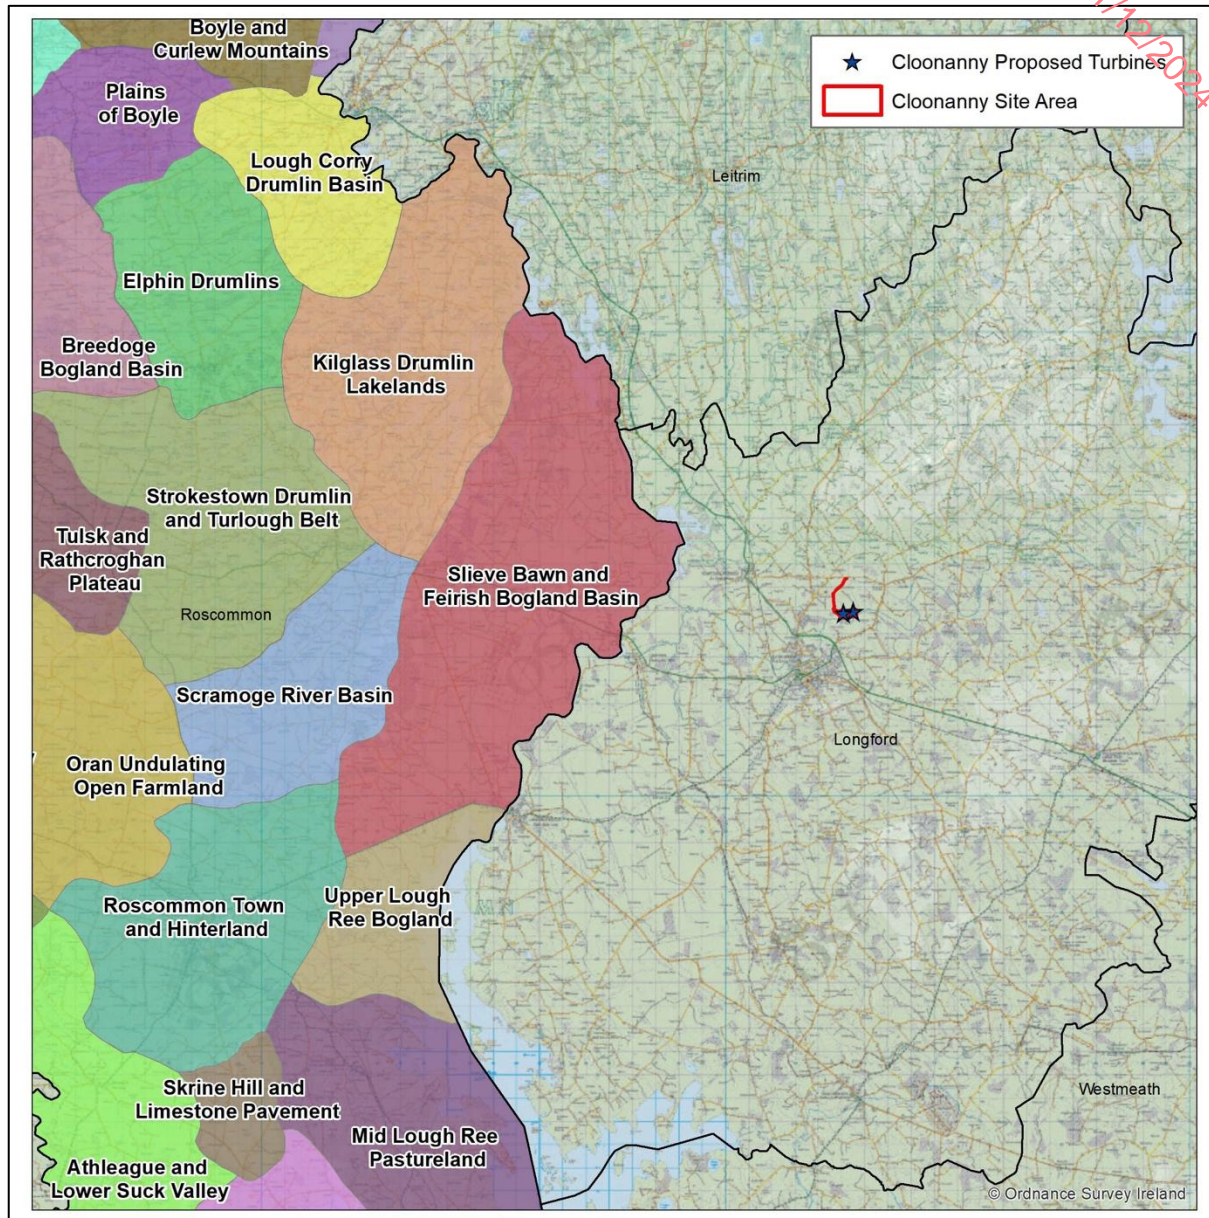 Boyle and
Curlew Mountains
Plains
of Boyle
Lough Corry
Drumlin Basin
Elphin Drumlins
Breedoge
Bogland Basin
Kilglass Drumlin
Lakelands
Strokestown Drumlin
and Turlough Belt
Tulsk and
Rathcroghan
Plateau
Roscommon
Slieve Bawn and
Feirish Bogland Basin
Scramoge River Basin
Oran Undulating
Open Farmland
Roscommon Town
and Hinterland
Upper Lough
Ree Bogland
Skrine Hill and
Limestone Pavement
Mid Lough Ree
Pastureland
Athleague and
Lower Suck Valley
Cloonanny Proposed Turbines
Cloonanny Site Area
Leitrim
Longford
Westmeath
© Ordnance Survey Ireland
/12/2024